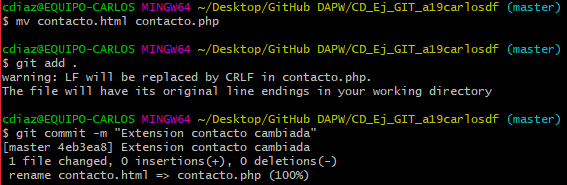 cdiaz@EQUIPO-CARLOS MINGW64 ~/Desktop/GitHub DAPW/CD_Ej_GIT_a19carlosdf (master)
$ mv contacto.html contacto.php
cdiaz@EQUIPO-CARLOS MINGW64 ~/Desktop/GitHub DAPW/CD_Ej_GIT_a19carlosdf (master)
$ git add .
warning: LF will be replaced by CRLF in contacto.php.
The file will have its original line endings in your working directory
cdiaz@EQUIPO-CARLOS MINGW64 ~/Desktop/GitHub DAPW/CD_Ej_GIT_a19carlosdf (master)
$ git commit -m "Extension contacto cambiada"
[master 4eb3ea8] Extension contacto cambiada
 1 file changed, 0 insertions(+), 0 deletions(-)
 rename contacto.html => contacto.php (100%)